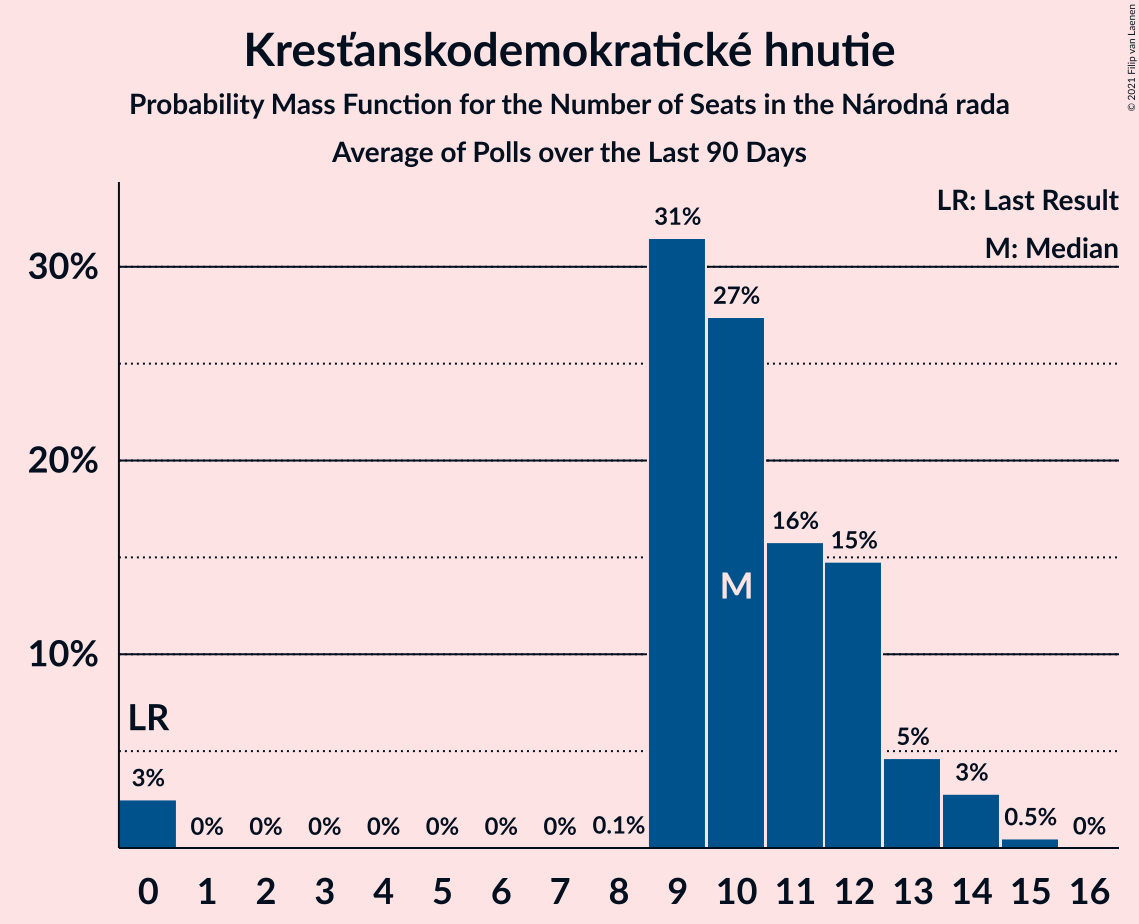 Kresťanskodemokratické hnutie
Probability Mass Function for the Number of Seats in the Národná rada
Average of Polls over the Last 90 Days
© 2021 Filip van Laenen
LR: Last Result
M: Median
30%
20%
10%
LR
M
3%
0%
0%
0%
0%
0%
0%
0%
0.1%
31%
27%
16%
15%
5%
3%
0.5%
0%
0 1 2 3 4 5 6 7 8 9 10 11 12 13 14 15 16